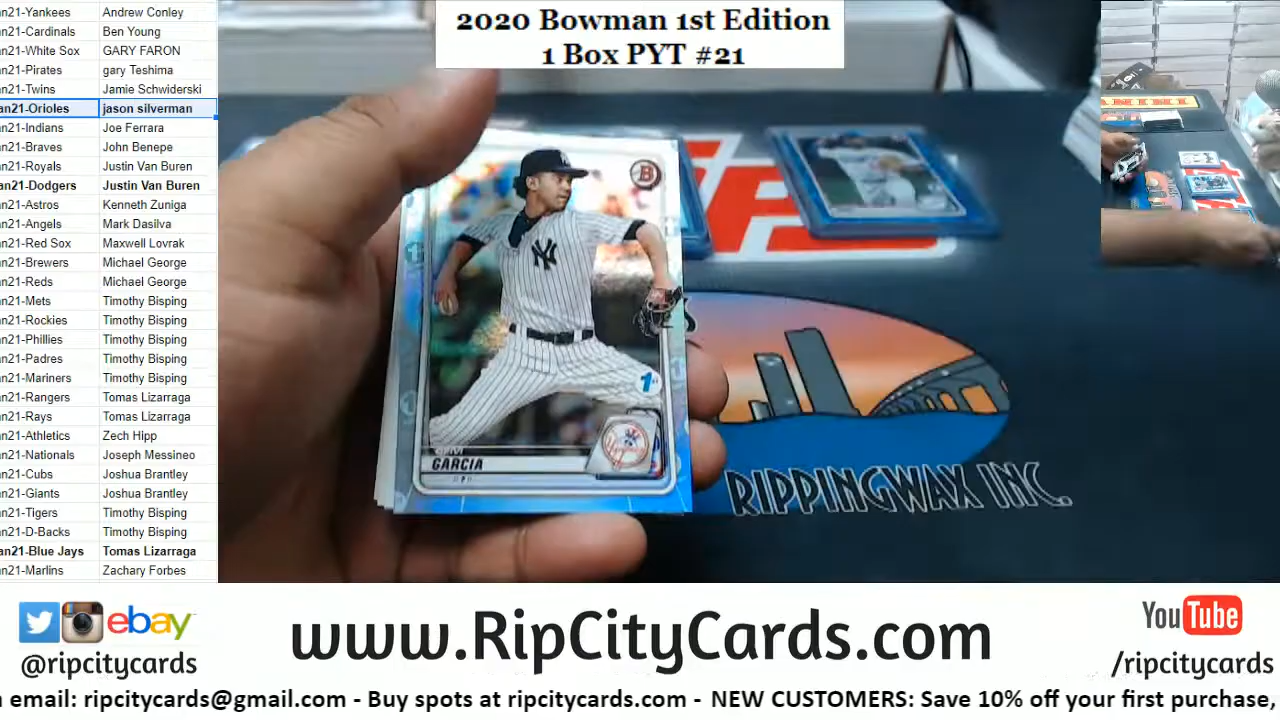 an21-Yankees Andrew Conley
an21-Cardinals Ben Young
an21-White Sox GARY FARON
an21-Pirates gary Teshima
an21-Twins Jamie Schwiderski
an21-Orioles jason silverman
an21-Indians Joe Ferrara
an21-Braves John Benepe
an21-Royals Justin Van Buren
an21-Dodgers Justin Van Buren
an21-Astros Kenneth Zuniga
an21-Angels Mark Dasilva
an21-Red Sox Maxwell Lovrak
an21-Brewers Michael George
an21-Reds Michael George
an21-Mets Timothy Bisping
an21-Rockies Timothy Bisping
an21-Phillies Timothy Bisping
an21-Padres Timothy Bisping
an21-Mariners Timothy Bisping
an21-Rangers Tomas Lizarraga
an21-Rays Tomas Lizarraga
an21-Athletics Zech Hipp
an21-Nationals Joseph Messineo
an21-Cubs Joshua Brantley
an21-Giants Joshua Brantley
an21-Tigers Timothy Bisping
an21-D-Backs Timothy Bisping
an21-Blue Jays Tomas Lizarraga
an21-Marlins Zachary Forbes
2020 Bowman 1st Edition
1 Box PYT #21
B
NY
1st
GARCIA
RIPPINGWAX INC.
ebay
@ripcitycards
www.RipCityCards.com
YouTube
/ripcitycards
email: ripcitycards@gmail.com - Buy spots at ripcitycards.com - NEW CUSTOMERS: Save 10% off your first purchase,